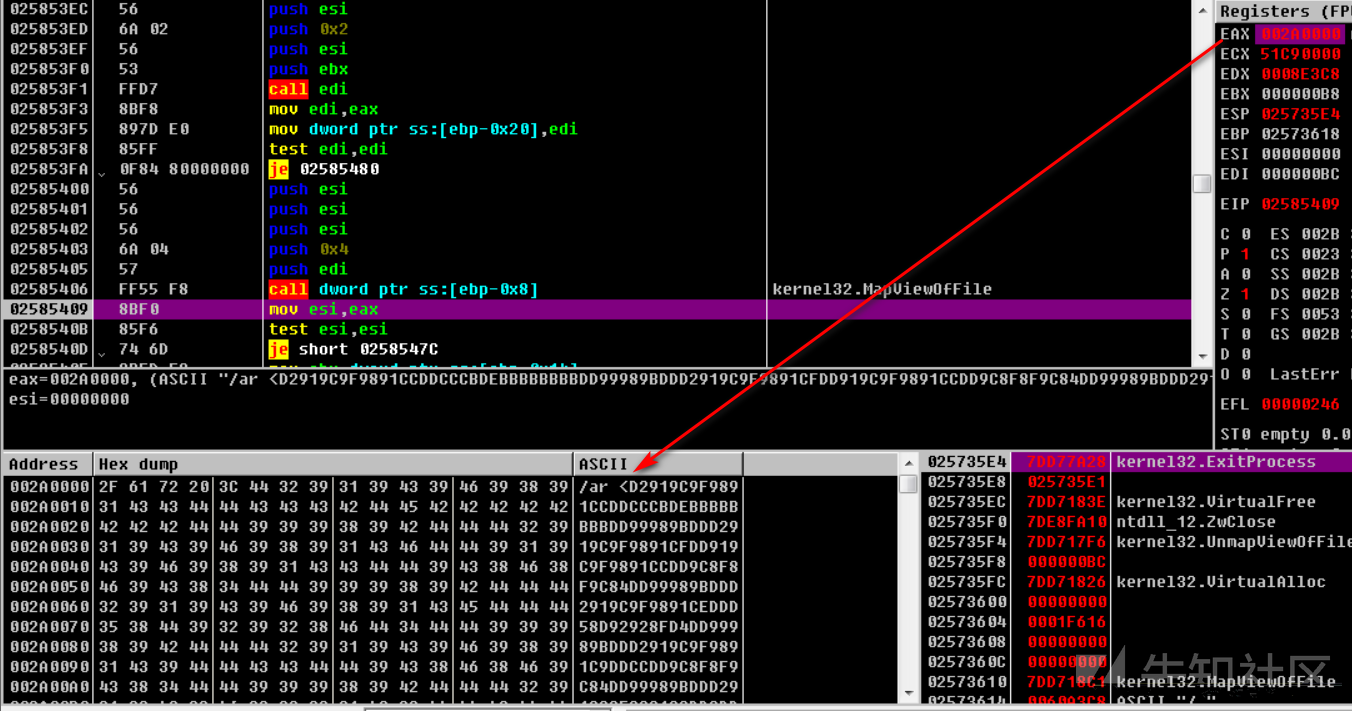 025853EC 56 push esi
025853ED 6A 02 push 0x2
025853EF 56 push esi
025853F0 53 push ebx
025853F1 FFD7 call edi
025853F3 8BF8 mov edi,eax
025853F5 897D E0 mov dword ptr ss:[ebp-0x20],edi
025853F8 85FF test edi,edi
025853FA 0F84 80000000 je 02585480
02585400 56 push esi
02585401 56 push esi
02585402 56 push esi
02585403 6A 04 push 0x4
02585405 57 push edi
02585406 FF55 F8 call dword ptr ss:[ebp-0x8] kernel32.MapViewOfFile
02585409 8BF0 mov esi,eax
0258540B 85F6 test esi,esi
0258540D 74 6D je short 0258547C
Registers (FP
EAX 002A0000
ECX 51C90000
EDX 0008E3C8
EBX 000000B8
ESP 025735E4
EBP 02573618
ESI 00000000
EDI 000000BC
EIP 02585409
C 0 ES 002B
P 1 CS 0023
A 0 SS 002B
Z 1 DS 002B
S 0 FS 0053
T 0 GS 002B
D 0
O 0 LastErr
EFL 00000246
ST0 empty 0.0
eax=002A0000, (ASCII "/ar <D2919C9F9891CCDDCCCBDEBBBBBBBBBDD99989BDDD2919C9F9891CFDD919C9F9891CCDD9C8F8F9C84DD99989BDDD29
esi=00000000
Address Hex dump ASCII
002A0000 2F 61 72 20 3C 44 32 39 31 39 43 39 46 39 38 39 /ar <D2919C9F989
002A0010 31 43 43 44 44 43 43 43 42 44 45 42 42 42 42 42 1CCDDCCCBDEBBBBB
002A0020 42 42 42 44 44 39 39 39 38 39 42 44 44 44 32 39 BBBDD99989BDDD29
002A0030 31 39 43 39 46 39 38 39 31 43 46 44 44 39 31 39 19C9F9891CFDD919
002A0040 43 39 46 39 38 39 31 43 43 44 44 39 43 38 46 38 C9F9891CCDD9C8F8
002A0050 46 39 43 38 34 44 44 39 39 39 38 39 42 44 44 44 F9C84DD99989BDDD
002A0060 32 39 31 39 43 39 46 39 38 39 31 43 45 44 44 44 2919C9F9891CEDDD
002A0070 35 38 44 39 32 39 32 38 46 44 34 44 44 39 39 39 58D92928FD4DD999
002A0080 38 39 42 44 44 44 32 39 31 39 43 39 46 39 38 39 89BDDD2919C9F989
002A0090 31 43 39 44 44 43 43 44 44 39 43 38 46 38 46 39 1C9DDCCDD9C8F8F9
002A00A0 43 38 34 44 44 39 39 39 38 39 42 44 44 44 32 39 C84DD99989BDDD29
025735E4 7DD77A28 kernel32.ExitProcess
025735E8 025735E1
025735EC 7DD7183E kernel32.VirtualFree
025735F0 7DE8FA10 ntdll_12.ZwClose
025735F4 7DD717F6 kernel32.UnmapViewOfFile
025735F8 000000BC
025735FC 7DD71826 kernel32.VirtualAlloc
02573600 00000000
02573604 0001F616
02573608 00000000
0257360C 00000000
02573610 7DD718C1 kernel32.MapViewOfFile